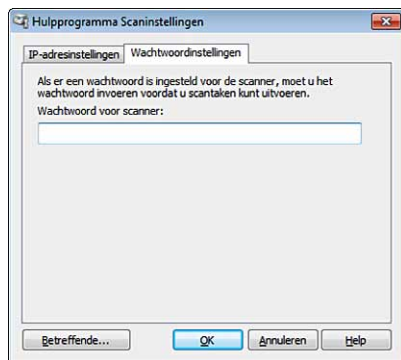 Hulpprogramma Scaninstellingen
IP-adresinstellingen Wachtwoordinstellingen
Als er een wachtwoord is ingesteld voor de scanner, moet u het
wachtwoord invoeren voordat u scantaken kunt uitvoeren.
Wachtwoord voor scanner:
Betreffende... OK Annuleren Help